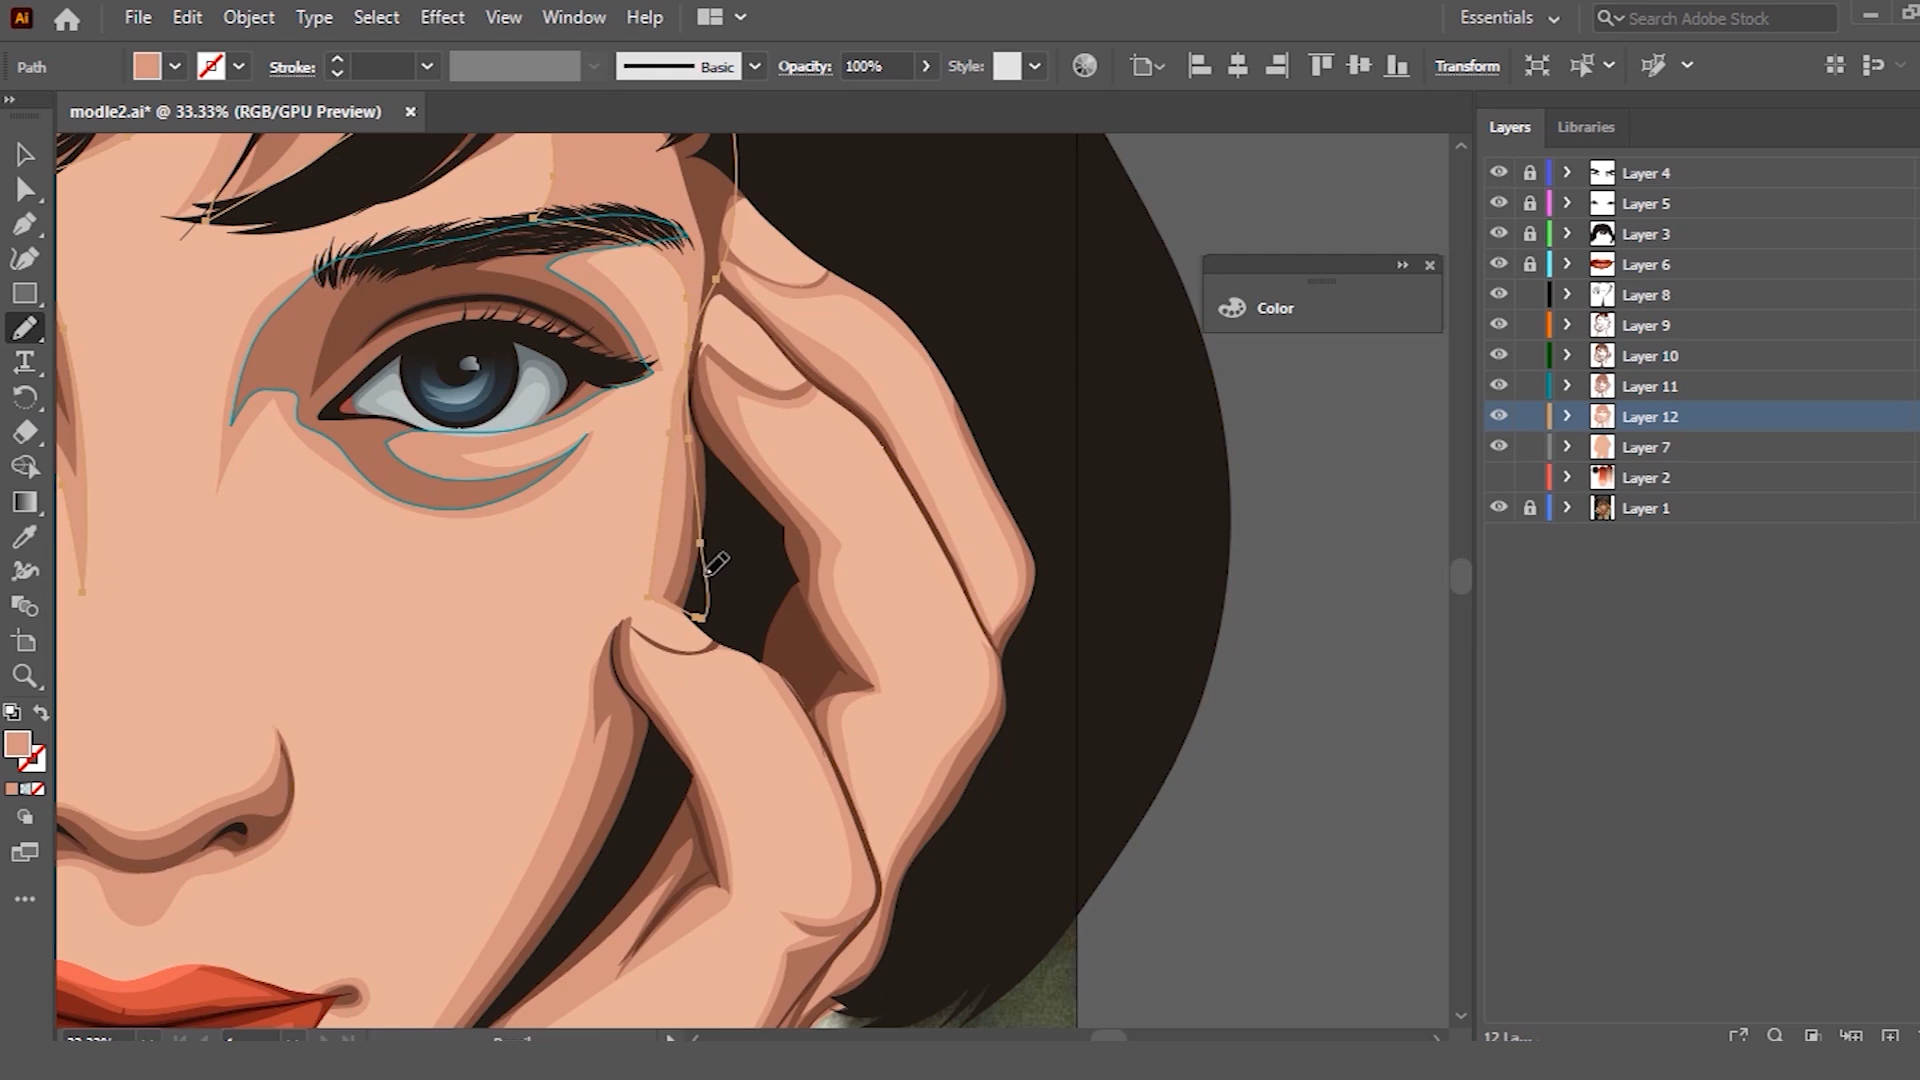 Ai File Edit Object Type Select Effect View Window Help Essentials Search Adobe Stock
Path Stroke: Basic Opacity: 100% Style: Transform
modle2.ai* @ 33.33% (RGB/GPU Preview)
Layers Libraries
Layer 4
Layer 5
Layer 3
Layer 6
Layer 8
Layer 9
Layer 10
Layer 11
Layer 12
Layer 7
Layer 2
Layer 1
Color